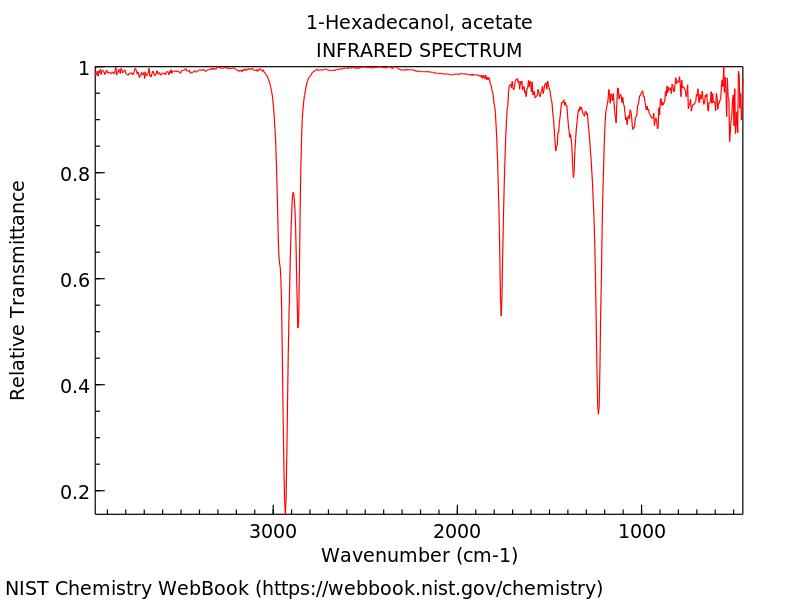 1-Hexadecanol, acetate
INFRARED SPECTRUM
1
0.8
0.6
0.4
0.2
Relative Transmittance
3000 2000 1000
Wavenumber (cm-1)
NIST Chemistry WebBook (https://webbook.nist.gov/chemistry)